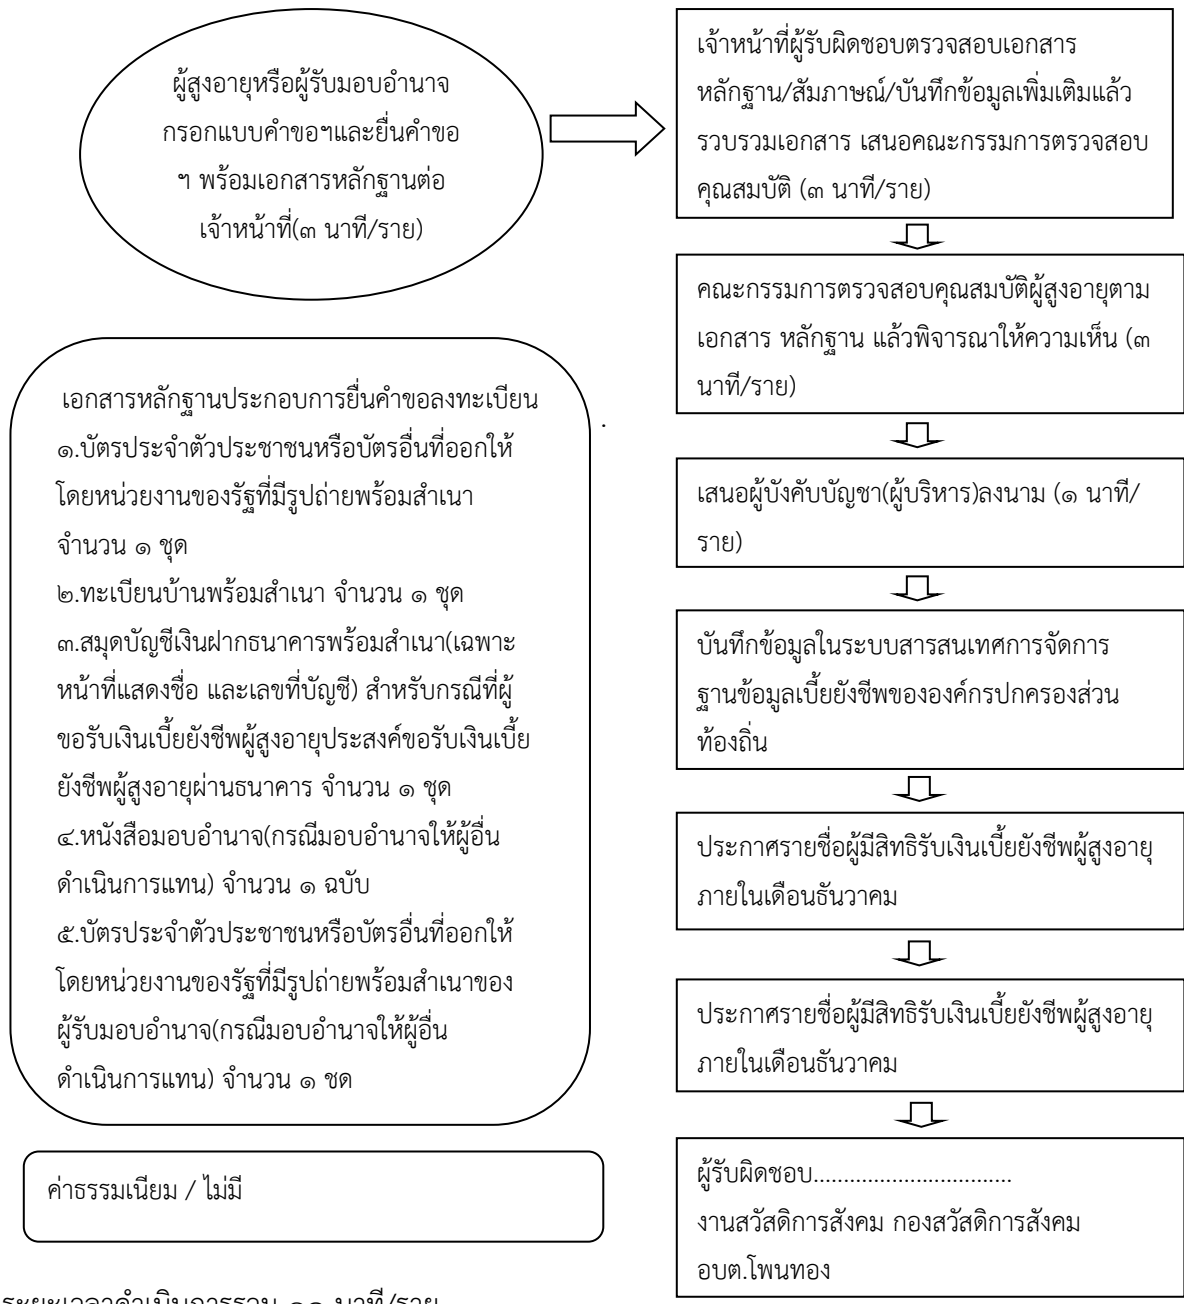 ผู้สูงอายุหรือผู้รับมอบอำนาจ
กรอกแบบคำขอฯและยื่นคำขอ
ฯ พร้อมเอกสารหลักฐานต่อ
เจ้าหน้าที่(๓ นาที/ราย)
เจ้าหน้าที่ผู้รับผิดชอบตรวจสอบเอกสาร
หลักฐาน/สัมภาษณ์/บันทึกข้อมูลเพิ่มเติมแล้ว
รวบรวมเอกสาร เสนอคณะกรรมการตรวจสอบ
คุณสมบัติ (๓ นาที/ราย)
คณะกรรมการตรวจสอบคุณสมบัติผู้สูงอายุตาม
เอกสาร หลักฐาน แล้วพิจารณาให้ความเห็น (๓
นาที/ราย)
เสนอผู้บังคับบัญชา(ผู้บริหาร)ลงนาม (๑ นาที/
ราย)
บันทึกข้อมูลในระบบสารสนเทศการจัดการ
ฐานข้อมูลเบี้ยยังชีพขององค์กรปกครองส่วน
ท้องถิ่น
ประกาศรายชื่อผู้มีสิทธิรับเงินเบี้ยยังชีพผู้สูงอายุ
ภายในเดือนธันวาคม
ประกาศรายชื่อผู้มีสิทธิรับเงินเบี้ยยังชีพผู้สูงอายุ
ภายในเดือนธันวาคม
ผู้รับผิดชอบ.................................
งานสวัสดิการสังคม กองสวัสดิการสังคม
อบต.โพนทอง
เอกสารหลักฐานประกอบการยื่นคำขอลงทะเบียน
๑.บัตรประจำตัวประชาชนหรือบัตรอื่นที่ออกให้
โดยหน่วยงานของรัฐที่มีรูปถ่ายพร้อมสำเนา
จำนวน ๑ ชุด
๒.ทะเบียนบ้านพร้อมสำเนา จำนวน ๑ ชุด
๓.สมุดบัญชีเงินฝากธนาคารพร้อมสำเนา(เฉพาะ
หน้าที่แสดงชื่อ และเลขที่บัญชี) สำหรับกรณีที่ผู้
ขอรับเงินเบี้ยยังชีพผู้สูงอายุประสงค์ขอรับเงินเบี้ย
ยังชีพผู้สูงอายุผ่านธนาคาร จำนวน ๑ ชุด
๔.หนังสือมอบอำนาจ(กรณีมอบอำนาจให้ผู้อื่น
ดำเนินการแทน) จำนวน ๑ ฉบับ
๕.บัตรประจำตัวประชาชนหรือบัตรอื่นที่ออกให้
โดยหน่วยงานของรัฐที่มีรูปถ่ายพร้อมสำเนาของ
ผู้รับมอบอำนาจ(กรณีมอบอำนาจให้ผู้อื่น
ดำเนินการแทน) จำนวน ๑ ชด
.
ค่าธรรมเนียม / ไม่มี
ระยะเวลาดำเนินการรวม ๑๑ นาที/ราย